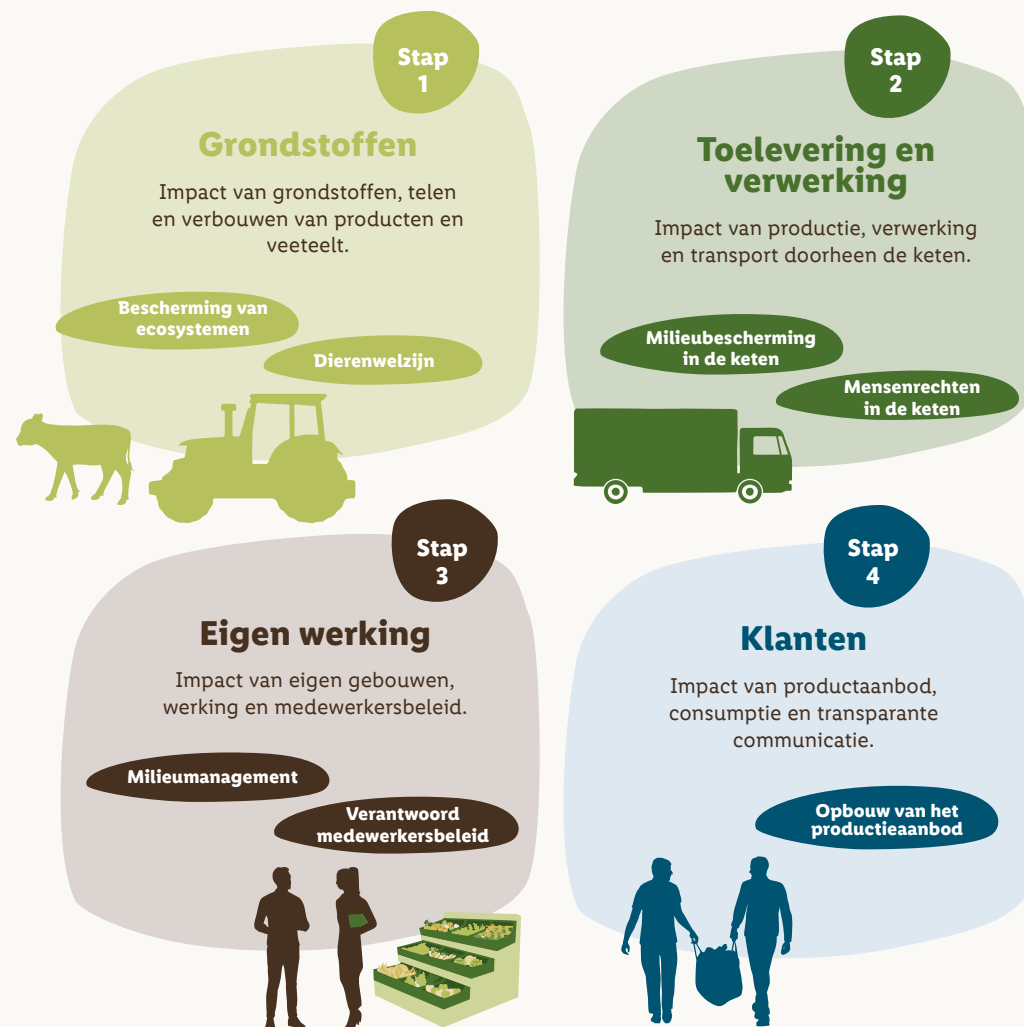 Stap
1
Grondstoffen
Impact van grondstoffen, telen
en verbouwen van producten en
veeteelt.
Bescherming van
ecosystemen
Dierenwelzijn
Stap
2
Toelevering en
verwerking
Impact van productie, verwerking
en transport doorheen de keten.
Milieubescherming
in de keten
Mensenrechten
in de keten
Stap
3
Eigen werking
Impact van eigen gebouwen,
werking en medewerkersbeleid.
Milieumanagement
Verantwoord
medewerkersbeleid
Stap
4
Klanten
Impact van productaanbod,
consumptie en transparante
communicatie.
Opbouw van het
productieaanbod